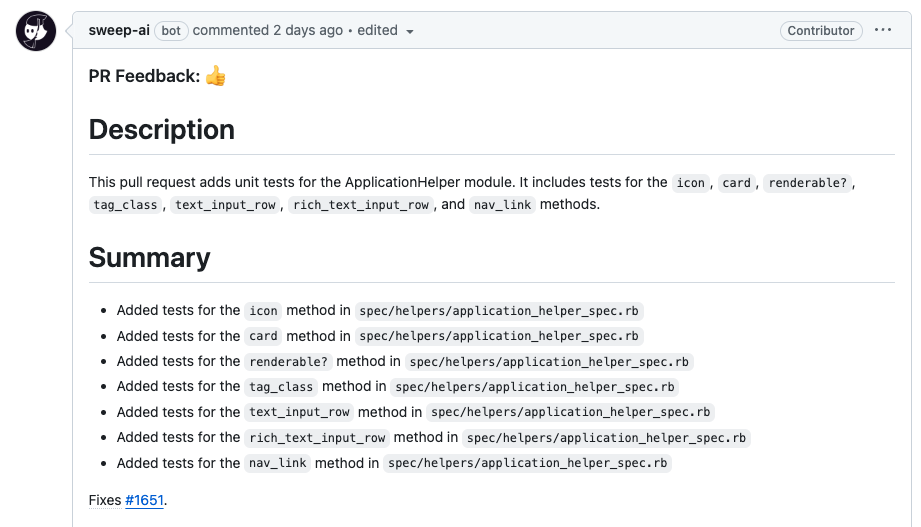 sweep-ai bot commented 2 days ago • edited Contributor ...
PR Feedback: 👍
Description
This pull request adds unit tests for the ApplicationHelper module. It includes tests for the icon, card, renderable?,
tag_class, text_input_row, rich_text_input_row, and nav_link methods.
Summary
• Added tests for the icon method in spec/helpers/application_helper_spec.rb
• Added tests for the card method in spec/helpers/application_helper_spec.rb
• Added tests for the renderable? method in spec/helpers/application_helper_spec.rb
• Added tests for the tag_class method in spec/helpers/application_helper_spec.rb
• Added tests for the text_input_row method in spec/helpers/application_helper_spec.rb
• Added tests for the rich_text_input_row method in spec/helpers/application_helper_spec.rb
• Added tests for the nav_link method in spec/helpers/application_helper_spec.rb
Fixes #1651.